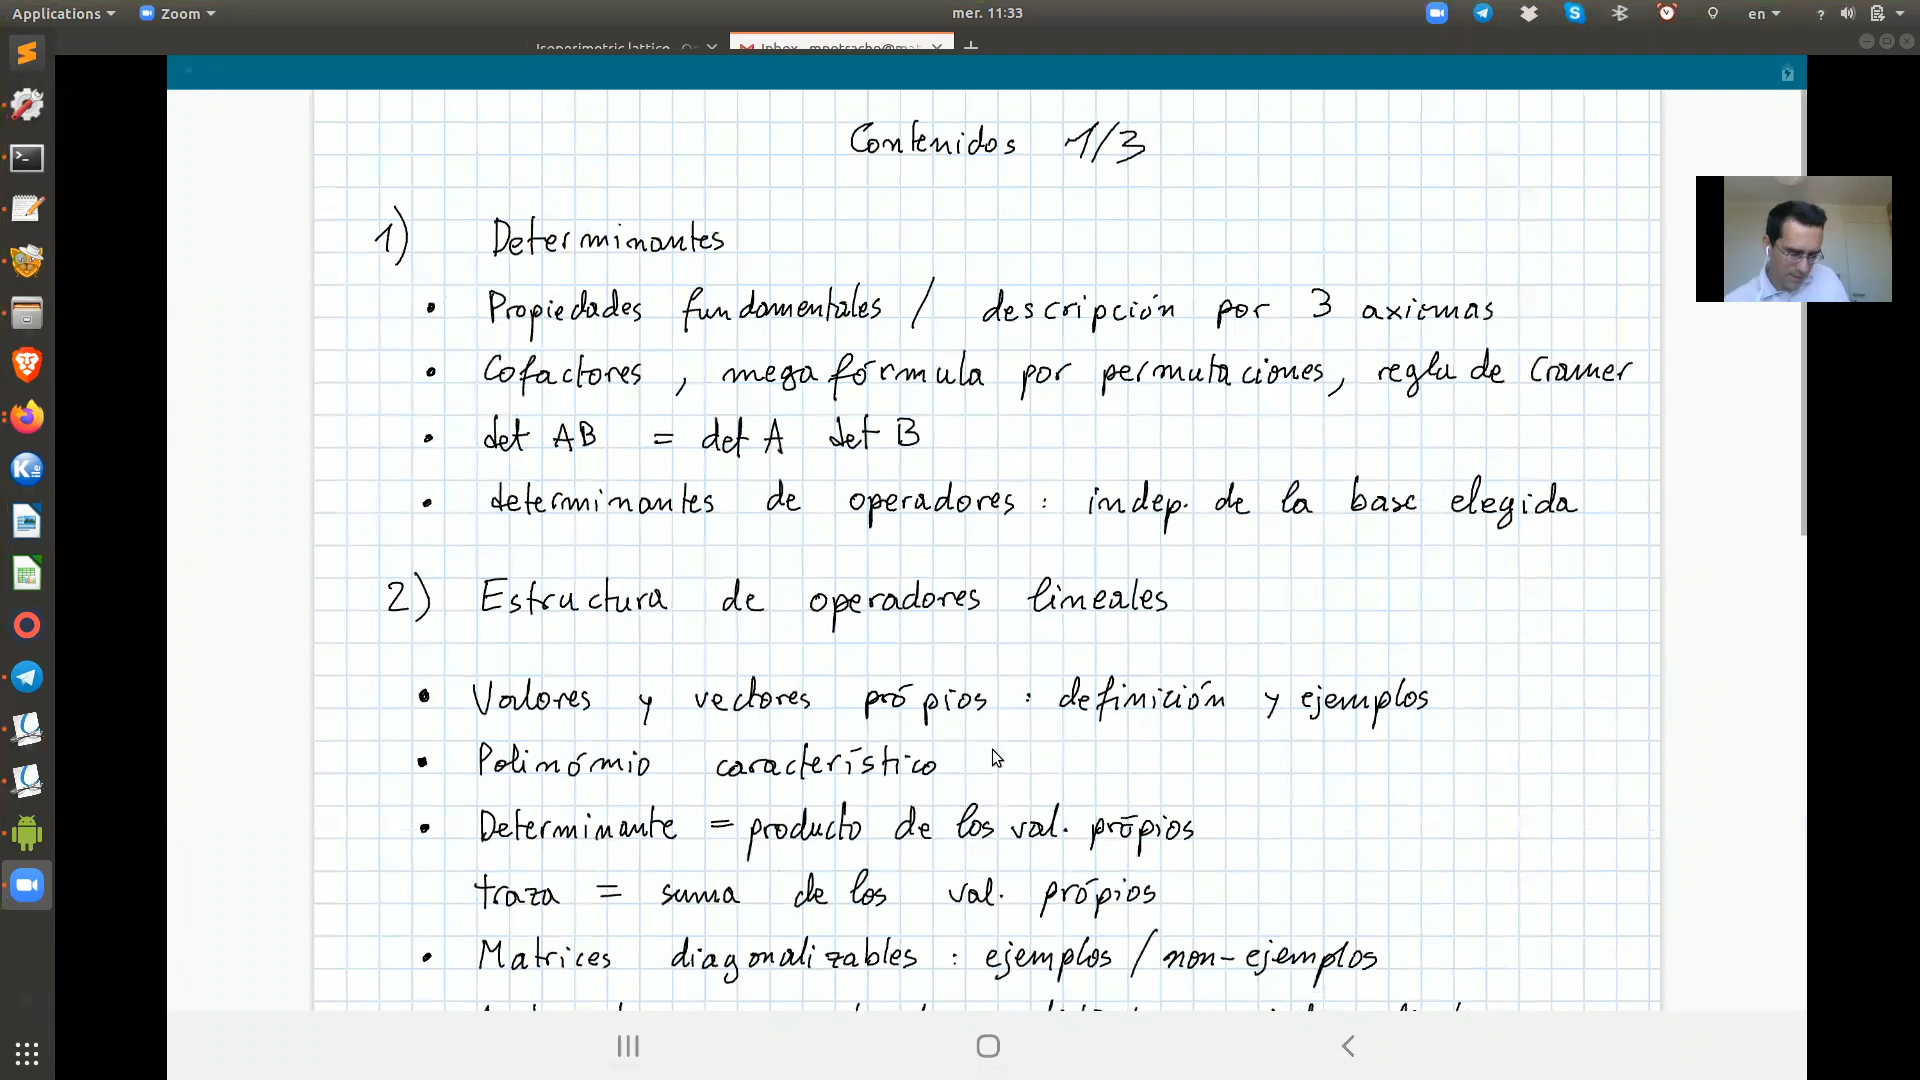 Applications Zoom mer. 11:33 en ?
Contenidos 1/3
1) Determinantes
• Propiedades fundamentales / descripción por 3 axiomas
• Cofactores, mega fórmula por permutaciones, regla de Cramer
• det AB = det A det B
• determinantes de operadores : indep. de la base elegida
2) Estructura de operadores lineales
• Valores y vectores própios : definición y ejemplos
• Polinómio característico
• Determinante = producto de los val. própios
traza = suma de los val. própios
• Matrices diagonalizables : ejemplos / non-ejemplos